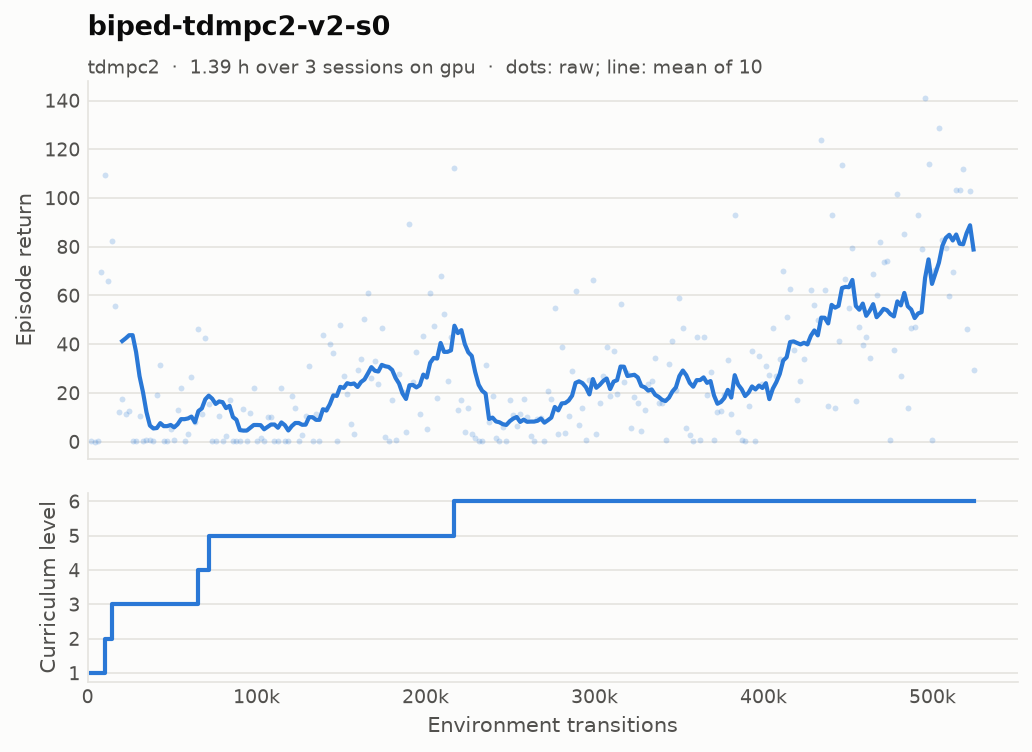 biped-tdmpc2-v2-s0
tdmpc2 · 1.39 h over 3 sessions on gpu · dots: raw; line: mean of 10
Episode return
140
120
100
80
60
40
20
0
Curriculum level
6
5
4
3
2
1
0 100k 200k 300k 400k 500k
Environment transitions